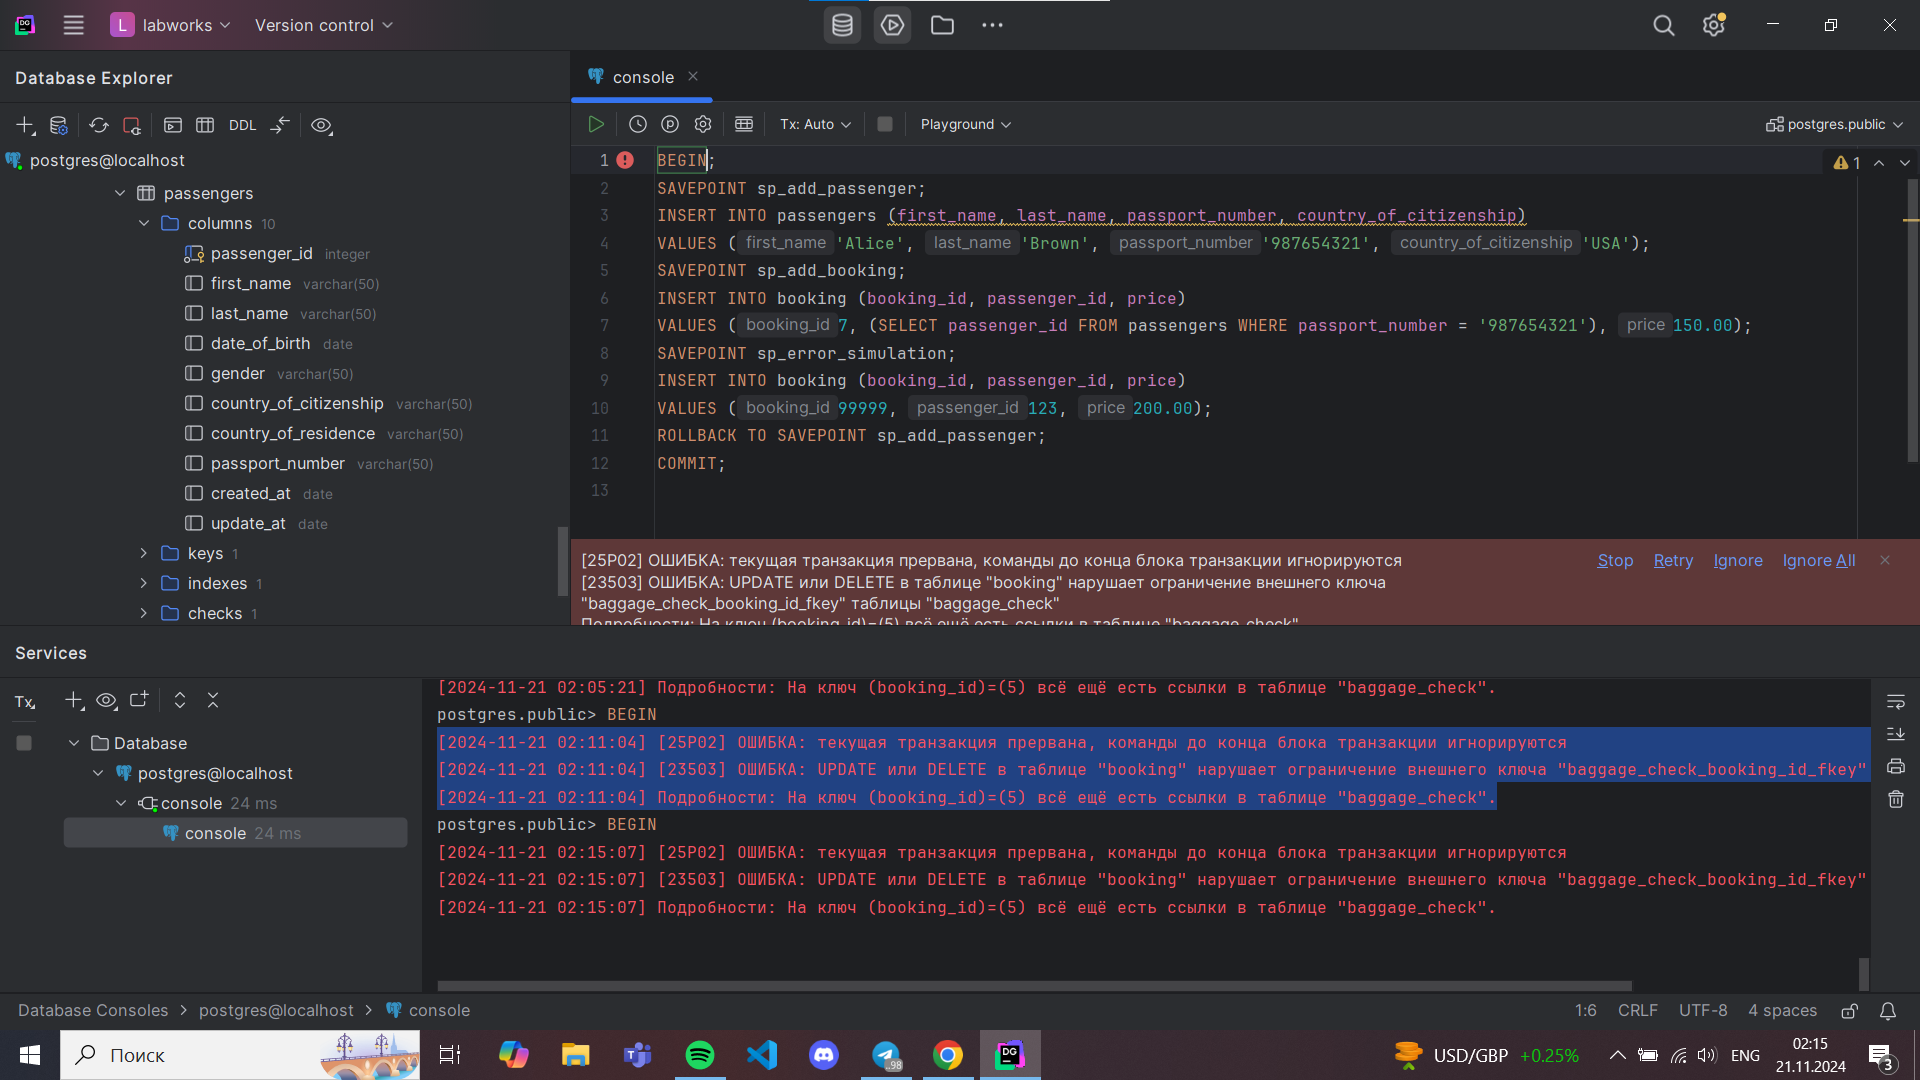 L labworks
Version control
Database Explorer
DDL
postgres@localhost
passengers
columns 10
passenger_id integer
first_name varchar(50)
last_name varchar(50)
date_of_birth date
gender varchar(50)
country_of_citizenship varchar(50)
country_of_residence varchar(50)
passport_number varchar(50)
created_at date
update_at date
keys 1
indexes 1
checks 1
console
Tx: Auto
Playground
postgres.public
1
1 BEGIN;
2 SAVEPOINT sp_add_passenger;
3 INSERT INTO passengers (first_name, last_name, passport_number, country_of_citizenship)
4 VALUES ( first_name 'Alice', last_name 'Brown', passport_number '987654321', country_of_citizenship 'USA');
5 SAVEPOINT sp_add_booking;
6 INSERT INTO booking (booking_id, passenger_id, price)
7 VALUES ( booking_id 7, (SELECT passenger_id FROM passengers WHERE passport_number = '987654321'), price 150.00);
8 SAVEPOINT sp_error_simulation;
9 INSERT INTO booking (booking_id, passenger_id, price)
10 VALUES ( booking_id 99999, passenger_id 123, price 200.00);
11 ROLLBACK TO SAVEPOINT sp_add_passenger;
12 COMMIT;
13
[25P02] ОШИБКА: текущая транзакция прервана, команды до конца блока транзакции игнорируются
Stop Retry Ignore Ignore All
[23503] ОШИБКА: UPDATE или DELETE в таблице "booking" нарушает ограничение внешнего ключа
"baggage_check_booking_id_fkey" таблицы "baggage_check"
Подробности: На ключ (booking_id)=(5) всё ещё есть ссылки в таблице "baggage_check".
Services
Tx
Database
postgres@localhost
console 24 ms
console 24 ms
[2024-11-21 02:05:21] Подробности: На ключ (booking_id)=(5) всё ещё есть ссылки в таблице "baggage_check".
postgres.public> BEGIN
[2024-11-21 02:11:04] [25P02] ОШИБКА: текущая транзакция прервана, команды до конца блока транзакции игнорируются
[2024-11-21 02:11:04] [23503] ОШИБКА: UPDATE или DELETE в таблице "booking" нарушает ограничение внешнего ключа "baggage_check_booking_id_fkey"
[2024-11-21 02:11:04] Подробности: На ключ (booking_id)=(5) всё ещё есть ссылки в таблице "baggage_check".
postgres.public> BEGIN
[2024-11-21 02:15:07] [25P02] ОШИБКА: текущая транзакция прервана, команды до конца блока транзакции игнорируются
[2024-11-21 02:15:07] [23503] ОШИБКА: UPDATE или DELETE в таблице "booking" нарушает ограничение внешнего ключа "baggage_check_booking_id_fkey"
[2024-11-21 02:15:07] Подробности: На ключ (booking_id)=(5) всё ещё есть ссылки в таблице "baggage_check".
Database Consoles > postgres@localhost > console
1:6 CRLF UTF-8 4 spaces
Поиск
98
DG
USD/GBP +0.25%
ENG
02:15
21.11.2024
3